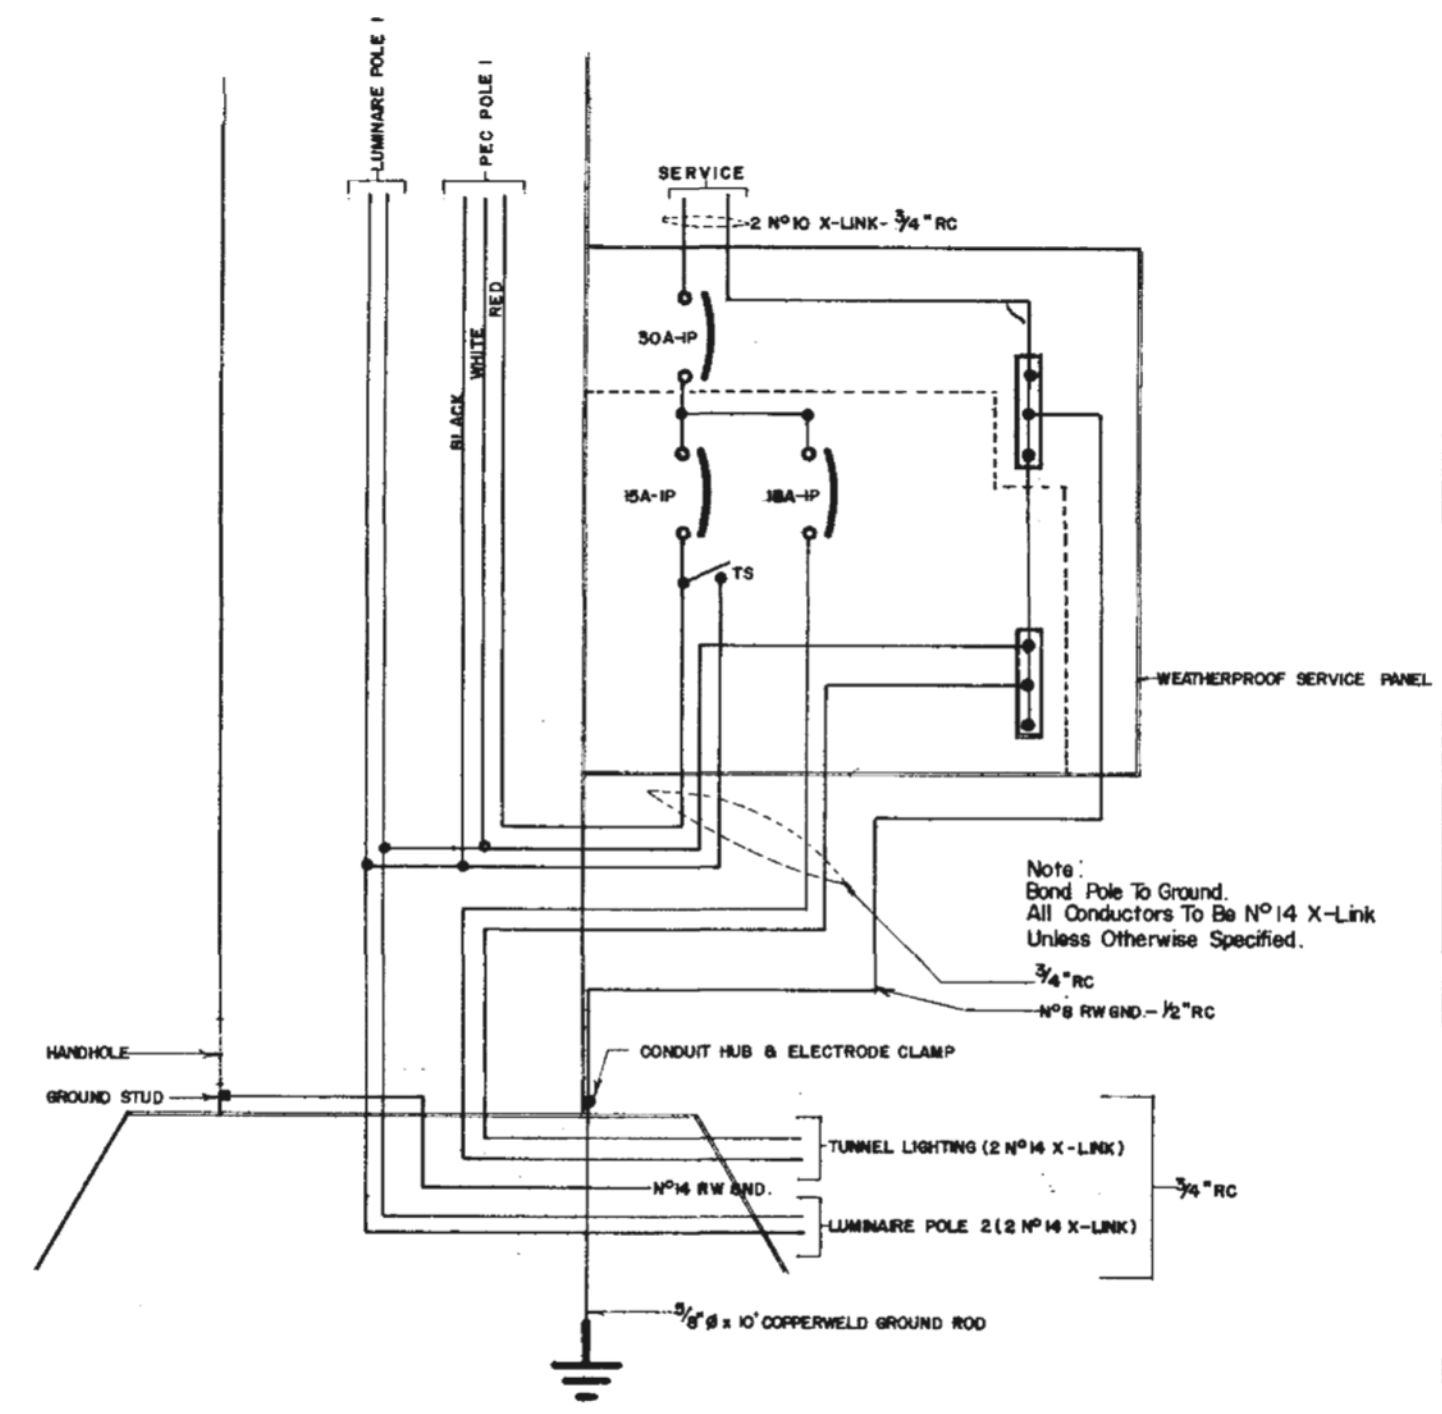 LUMINAIRE POLE 1
PEC POLE 1
SERVICE
2 Nº10 X-LINK- 3/4" RC
RED
WHITE
BLACK
30A-1P
15A-1P
TS
WEATHERPROOF SERVICE PANEL
Note:
Bond Pole To Ground.
All Conductors To Be Nº 14 X-Link
Unless Otherwise Specified.
3/4" RC
Nº8 RW GND.- 1/2" RC
HANDHOLE
CONDUIT HUB & ELECTRODE CLAMP
GROUND STUD
TUNNEL LIGHTING (2 Nº14 X-LINK)
Nº14 RW GND.
3/4" RC
LUMINAIRE POLE 2 (2 Nº 14 X-LINK)
5/8" Ø x 10' COPPERWELD GROUND ROD